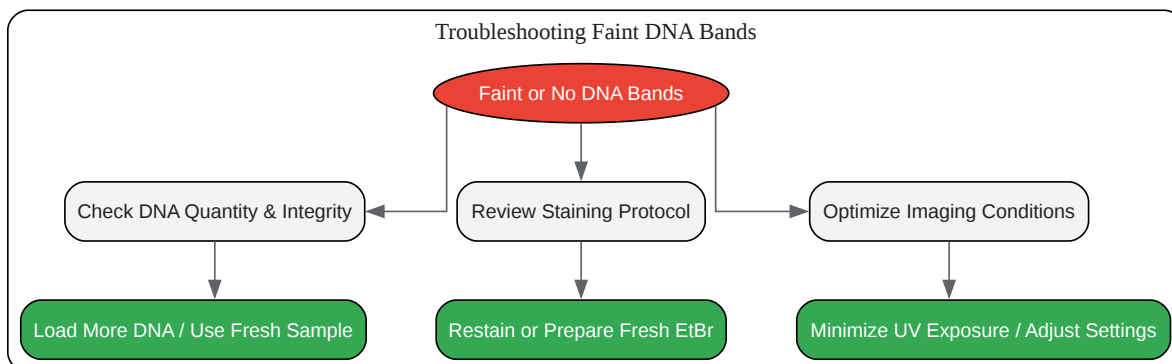 Troubleshooting Faint DNA Bands
Faint or No DNA Bands
Check DNA Quantity & Integrity
Review Staining Protocol
Optimize Imaging Conditions
Load More DNA / Use Fresh Sample
Restain or Prepare Fresh EtBr
Minimize UV Exposure / Adjust Settings